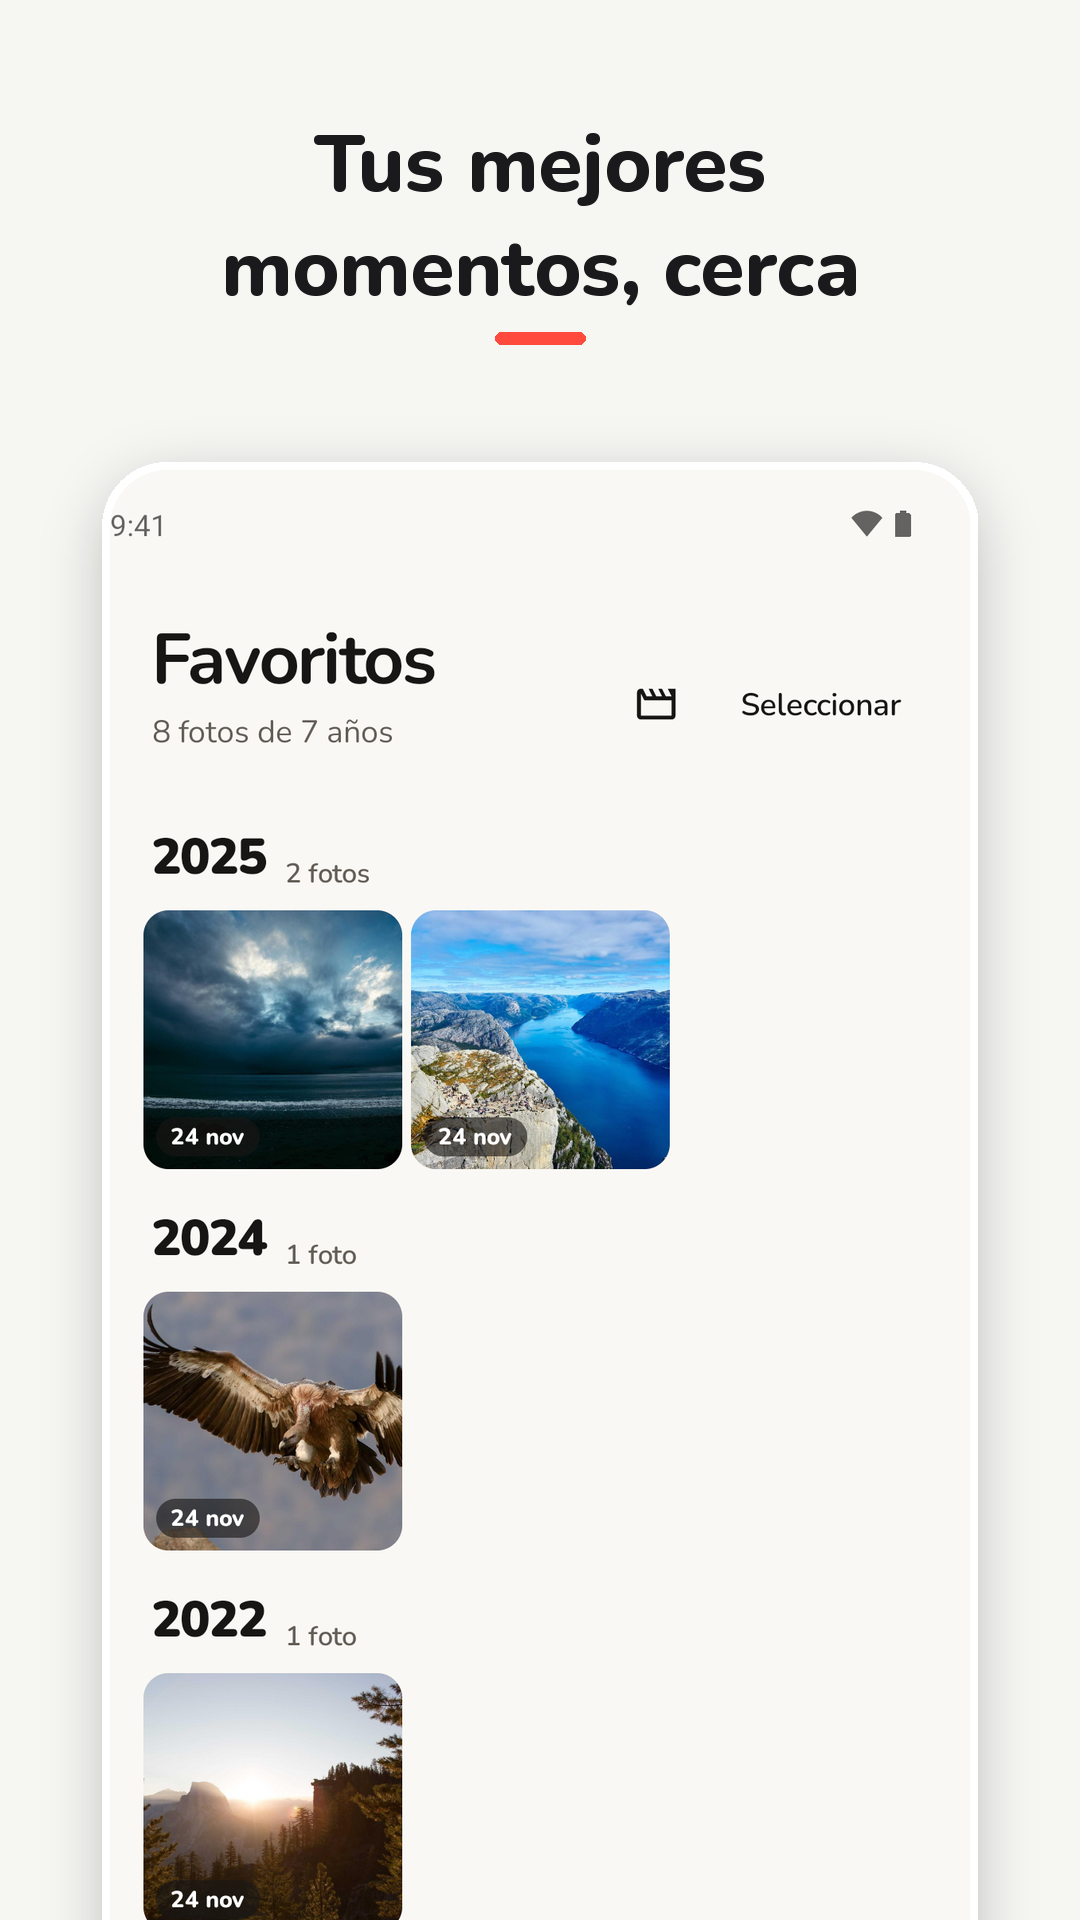 Tus mejores
momentos, cerca
9:41
Favoritos
8 fotos de 7 años
Seleccionar
2025 2 fotos
24 nov
24 nov
2024 1 foto
24 nov
2022 1 foto
24 nov